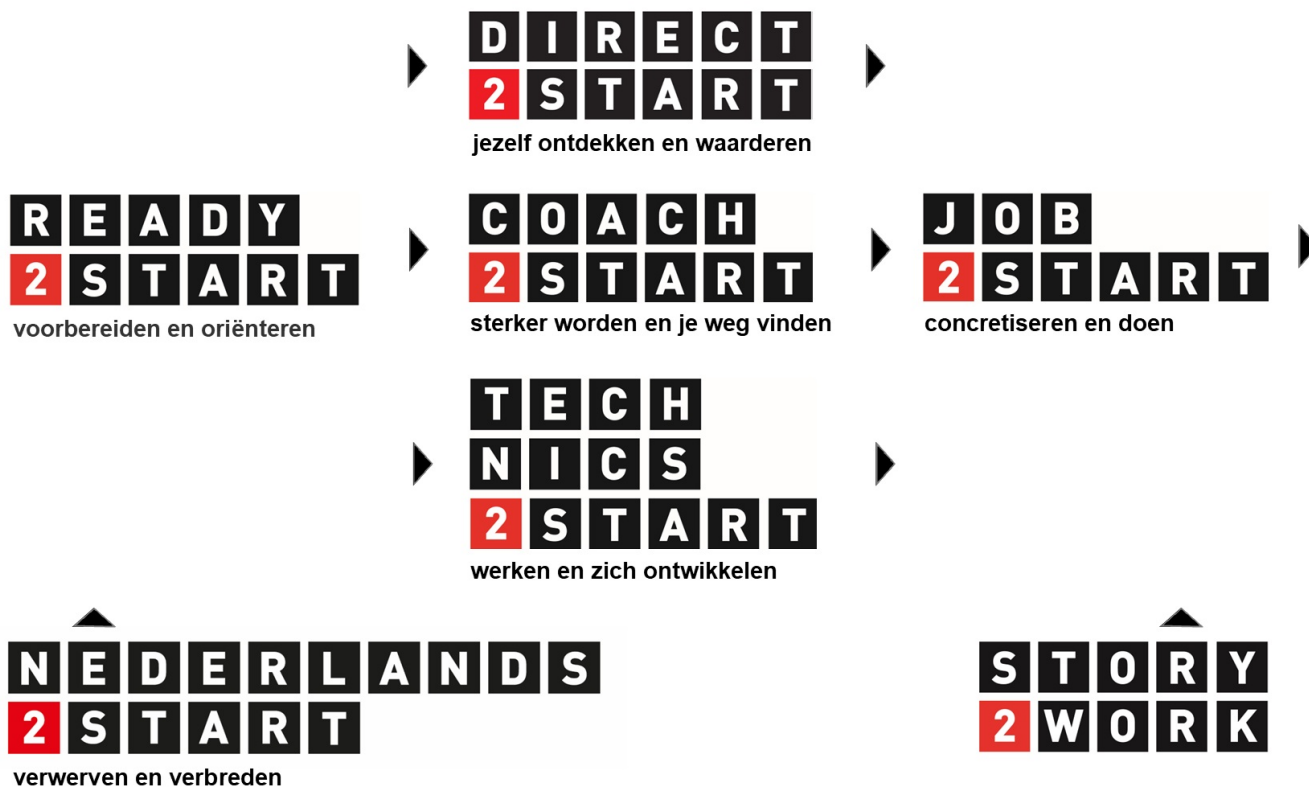 DIRECT
2START
jezelf ontdekken en waarderen
READY
2START
voorbereiden en oriënteren
COACH
2START
sterker worden en je weg vinden
JOB
2START
concretiseren en doen
TECH
NICS
2START
werken en zich ontwikkelen
NEDERLANDS
2START
verwerven en verbreden
STORY
2WORK